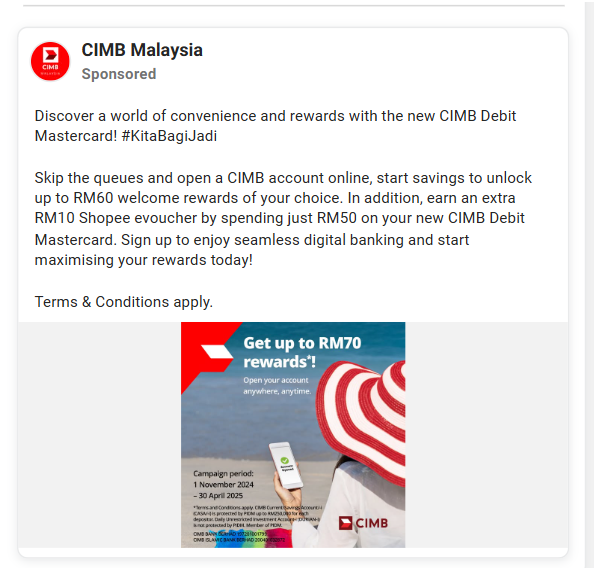 CIMB Malaysia
Sponsored
Discover a world of convenience and rewards with the new CIMB Debit
Mastercard! #KitaBagiJadi
Skip the queues and open a CIMB account online, start savings to unlock
up to RM60 welcome rewards of your choice. In addition, earn an extra
RM10 Shopee evoucher by spending just RM50 on your new CIMB Debit
Mastercard. Sign up to enjoy seamless digital banking and start
maximising your rewards today!
Terms & Conditions apply.
Get up to RM70
rewards*!
Open your account
anywhere, anytime.
Campaign period:
1 November 2024
– 30 April 2025
*Terms and Conditions apply. CIMB Current Savings Account-i
(CASA-i) is protected by PIDM up to RM250,000 for each
depositor. Daily Unrestricted Investment Account-i
is not protected by PIDM. Member of PIDM.
CIMB BANK BERHAD
CIMB ISLAMIC BANK BERHAD
CIMB